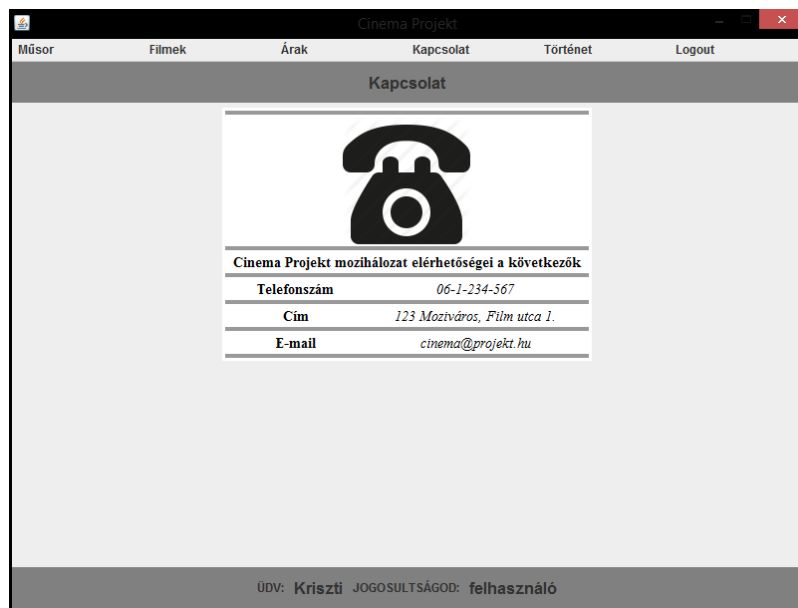 Cinema Projekt
Műsor Filmek Árak Kapcsolat Történet Logout
Kapcsolat
Cinema Projekt mozihálozat elérhetőségei a következők
Telefonszám 06-1-234-567
Cím 123 Moziváros, Film utca 1.
E-mail cinema@projekt.hu
ÜDV: Kriszti JOGOSULTSÁGOD: felhasználó